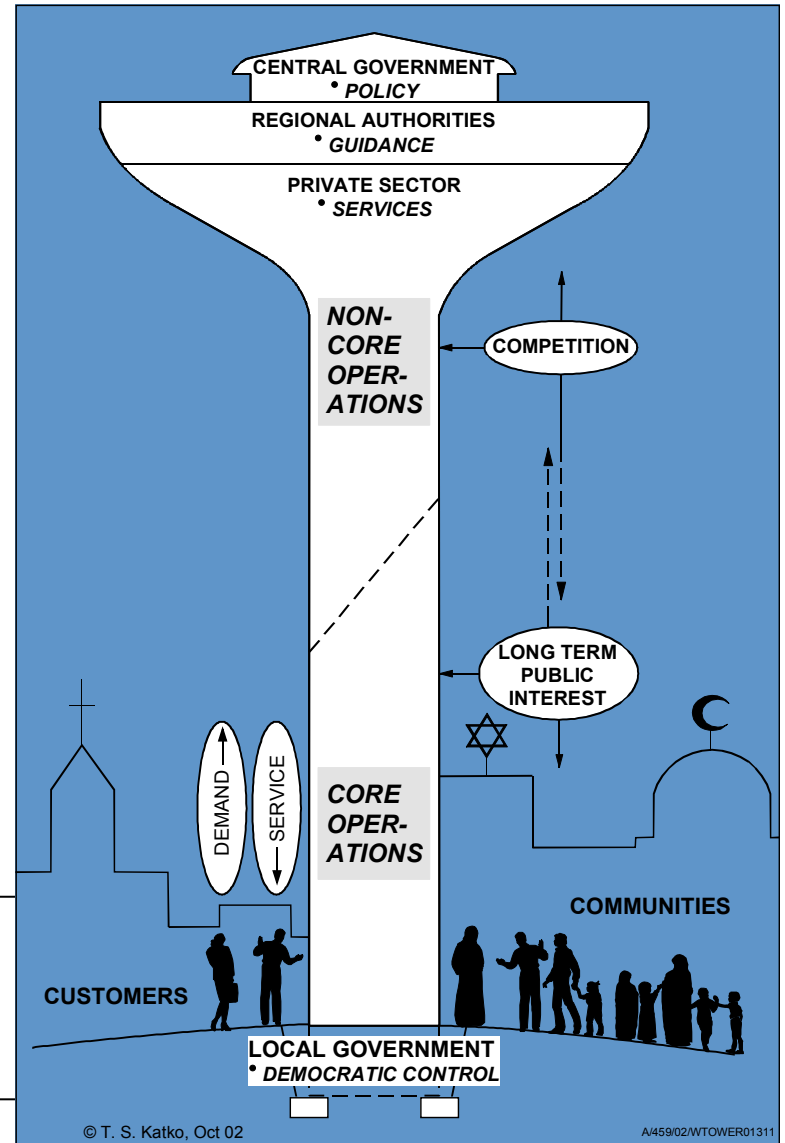 CENTRAL GOVERNMENT
• POLICY
REGIONAL AUTHORITIES
• GUIDANCE
PRIVATE SECTOR
• SERVICES
NON-
CORE
OPER-
ATIONS
COMPETITION
LONG TERM
PUBLIC
INTEREST
DEMAND
SERVICE
CORE
OPER-
ATIONS
COMMUNITIES
CUSTOMERS
LOCAL GOVERNMENT
• DEMOCRATIC CONTROL
© T. S. Katko, Oct 02
A/459/02/WTOWER01311